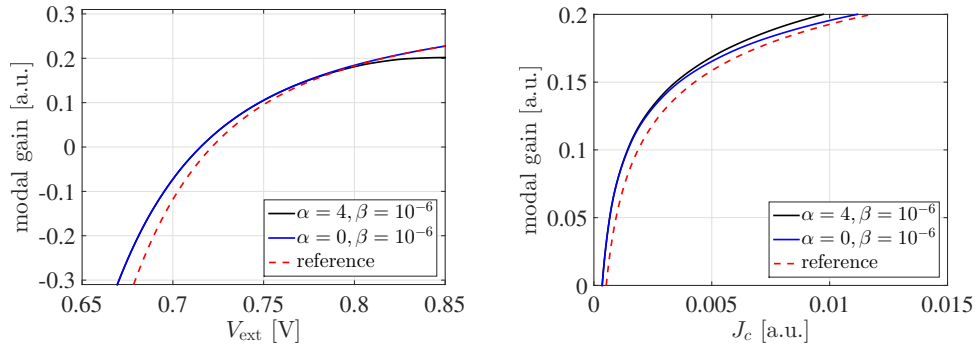 0.3
0.2
0.1
0
-0.1
-0.2
-0.3
modal gain [a.u.]
α = 4, β = 10⁻⁶
α = 0, β = 10⁻⁶
reference
0.65
0.7
0.75
0.8
0.85
V_ext [V]
0.2
0.15
0.1
0.05
0
modal gain [a.u.]
α = 4, β = 10⁻⁶
α = 0, β = 10⁻⁶
reference
0
0.005
0.01
0.015
J_c [a.u.]